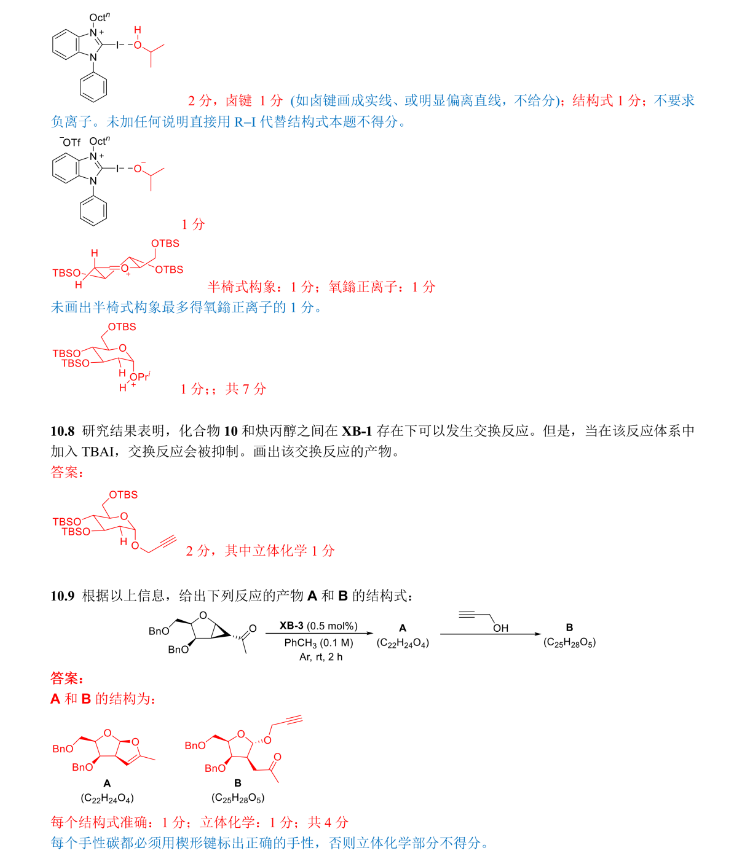 Octⁿ
N
+
I
H
O
N
2 分，卤键 1 分 (如卤键画成实线、或明显偏离直线，不给分)；结构式 1 分；不要求
负离子。未加任何说明直接用 R–I 代替结构式本题不得分。
⁻OTf
Octⁿ
N
+
I
O⁻
N
1 分
OTBS
H
TBSO
O
+
OTBS
H
半椅式构象：1 分；氧鎓正离子：1 分
未画出半椅式构象最多得氧鎓正离子的 1 分。
OTBS
TBSO
O
TBSO
H
OPrⁱ
H
+
1 分;；共 7 分
10.8 研究结果表明，化合物 10 和炔丙醇之间在 XB-1 存在下可以发生交换反应。但是，当在该反应体系中
加入 TBAI，交换反应会被抑制。画出该交换反应的产物。
答案：
OTBS
TBSO
O
TBSO
H
O
2 分，其中立体化学 1 分
10.9 根据以上信息，给出下列反应的产物 A 和 B 的结构式：
O
BnO
BnO
O
XB-3 (0.5 mol%)
PhCH₃ (0.1 M)
Ar, rt, 2 h
A
(C₂₂H₂₄O₄)
OH
B
(C₂₅H₂₈O₅)
答案：
A 和 B 的结构为：
O
O
BnO
BnO
A
(C₂₂H₂₄O₄)
O
O
BnO
BnO
O
B
(C₂₅H₂₈O₅)
每个结构式准确：1 分；立体化学：1 分；共 4 分
每个手性碳都必须用楔形键标出正确的手性，否则立体化学部分不得分。